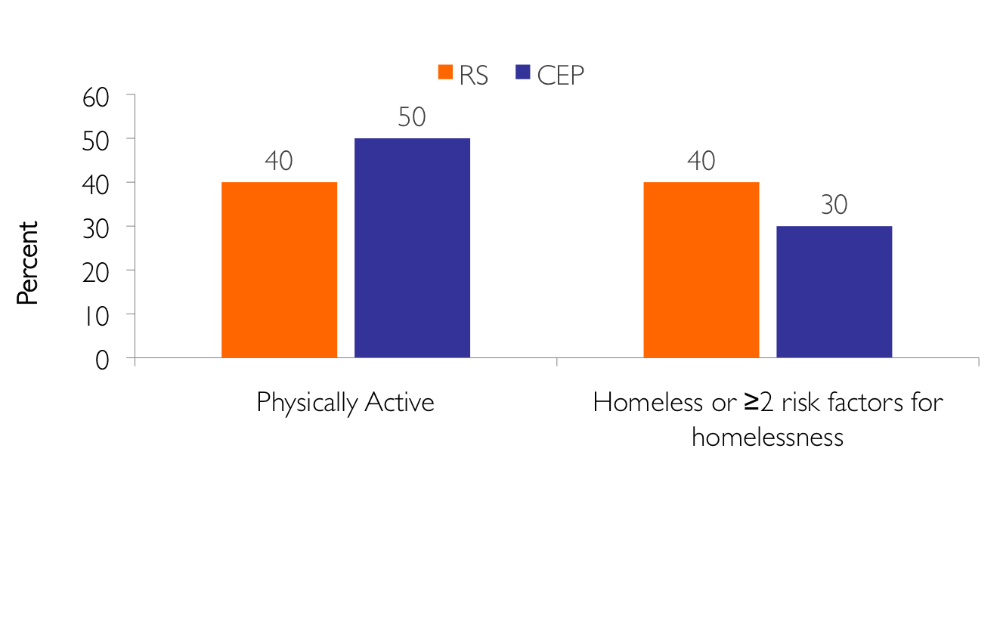 RS CEP
60
50
40
30
20
10
0
Percent
40
50
40
30
Physically Active
Homeless or ≥2 risk factors for
homelessness